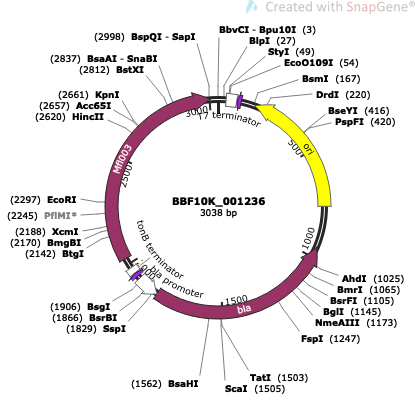 Created with SnapGene®
(2998) BspQI - SapI
BbvCI - Bpu10I (3)
BlpI (27)
StyI (49)
EcoO109I (54)
(2837) BsaAI - SnaBI
(2812) BstXI
BsmI (167)
DrdI (220)
(2661) KpnI
(2657) Acc65I
(2620) HincII
BseYI (416)
PspFI (420)
3000
T7 terminator
500
ori
Mfl003
2500
(2297) EcoRI
(2245) PflMI*
(2188) XcmI
(2170) BmgBI
(2142) BtgI
BBF10K_001236
3038 bp
tonB terminator
bla promoter
1000
AhdI (1025)
BmrI (1065)
BsrFI (1105)
BglI (1145)
NmeAIII (1173)
FspI (1247)
(1906) BsgI
(1866) BsrBI
(1829) SspI
1500
bla
(1562) BsaHI
TatI (1503)
ScaI (1505)